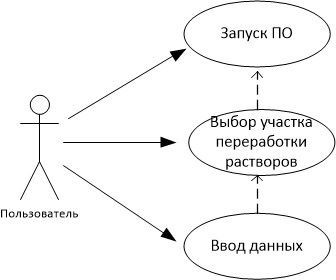 Запуск ПО
Выбор участка
переработки
растворов
Пользователь
Ввод данных